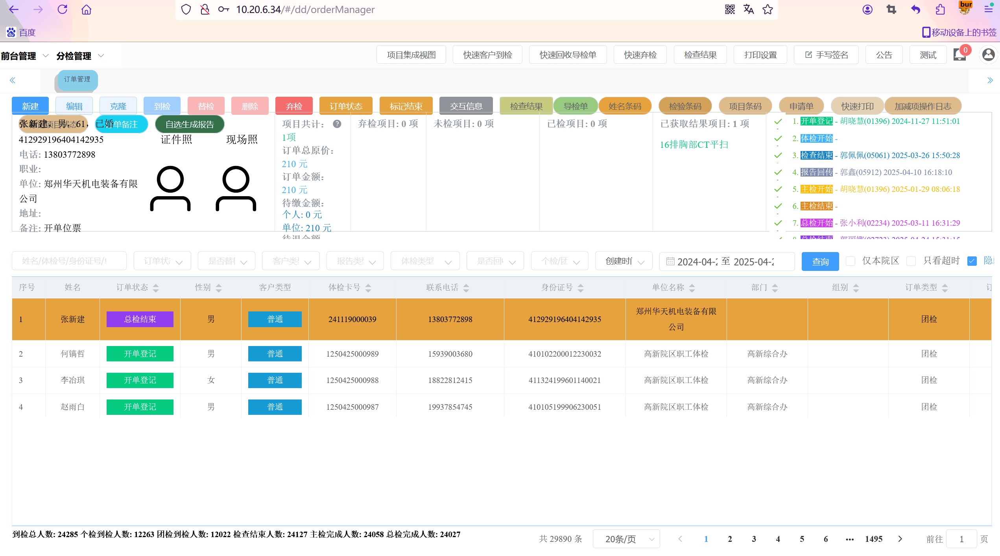 10.20.6.34/#/dd/orderManager
bur
百度
移动设备上的书签
前台管理 分检管理 项目集成视图 快速客户到检 快速回收导检单 快速弃检 检查结果 打印设置 手写签名 公告 测试 0
订单管理
新建 编辑 克隆 到检 替检 删除 弃检 订单状态 标记结束 交互信息 检查结果 导检单 姓名条码 检验条码 项目条码 申请单 快速打印 加减项操作日志
张新建, 男, 61, 已婚 单备注 自选生成报告
412929196404142935
电话: 13803772898
职业:
单位: 郑州华天机电装备有限
公司
地址:
备注: 开单位票
证件照 现场照
项目共计:
1项
订单总原价:
210 元
订单金额:
210 元
待缴金额:
个人: 0 元
单位: 210 元
待退金额
弃检项目: 0 项
未检项目: 0 项
已检项目: 0 项
已获取结果项目: 1 项
16排胸部CT平扫
1. 开单登记 - 胡晓慧(01396) 2024-11-27 11:51:01
2. 体检开始 -
3. 检查结束 - 郭佩佩(05061) 2025-03-26 15:50:28
4. 报告回传 - 郭鑫(05912) 2025-04-10 16:18:10
5. 主检开始 - 胡晓慧(01396) 2025-01-29 08:06:18
6. 主检结束 -
7. 总检开始 - 张小利(02234) 2025-03-11 16:31:29
8. 总检结束 - 郭丽娜(02723) 2025-04-24 15:31:15
姓名/体检号/身份证号/ 订单状 是否替 客户类 报告类 体检类型 是否回 个检/团 创建时 2024-04- 至 2025-04- 查询 仅本院区 只看超时 隐
序号 姓名 订单状态 性别 客户类型 体检卡号 联系电话 身份证号 单位名称 部门 组别 订单类型 订
1 张新建 总检结束 男 普通 241119000039 13803772898 412929196404142935 郑州华天机电装备有限公司 团检
2 何镐哲 开单登记 男 普通 1250425000989 15939003680 410102200012230032 高新院区职工体检 高新综合办 团检
3 李冶琪 开单登记 女 普通 1250425000988 18822812415 411324199601140021 高新院区职工体检 高新综合办 团检
4 赵雨白 开单登记 男 普通 1250425000987 19937854745 410105199906230051 高新院区职工体检 高新综合办 团检
到检总人数: 24285 个检到检人数: 12263 团检到检人数: 12022 检查结束人数: 24127 主检完成人数: 24058 总检完成人数: 24027
共 29890 条 20条/页 1 2 3 4 5 6 ••• 1495 前往 1 页